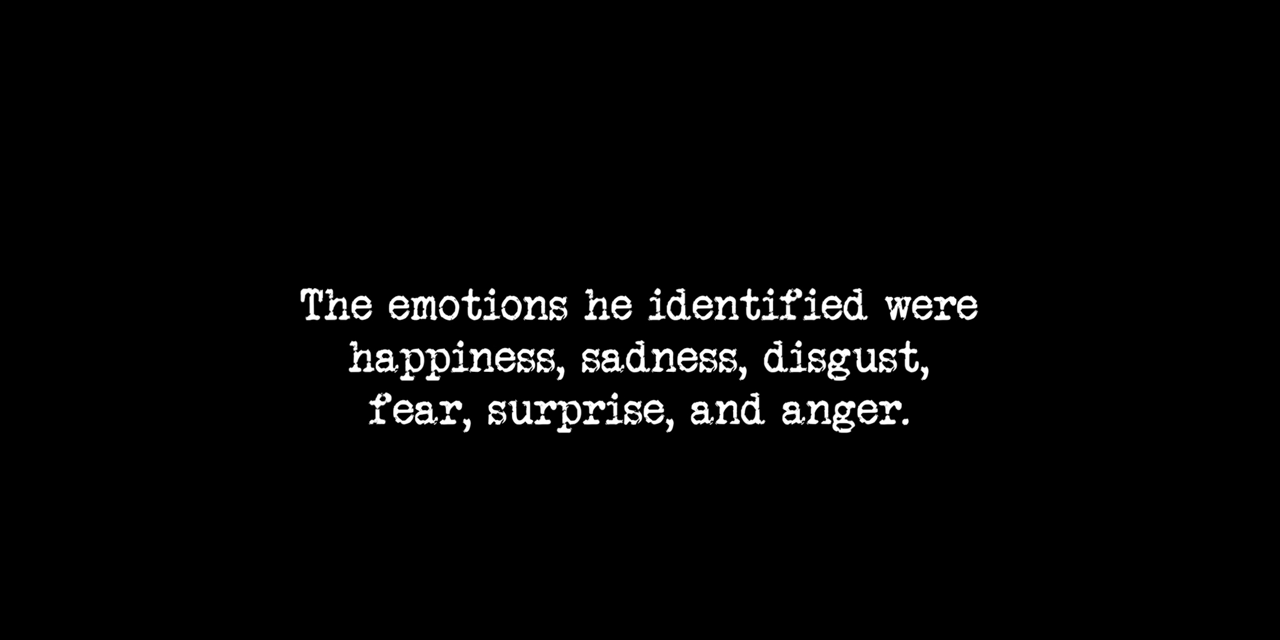 The emotions he identified were
happiness, sadness, disgust,
fear, surprise, and anger.